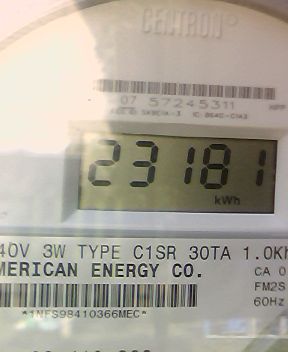 CENTRON®
07 57245311
23181
kWh
40V 3W TYPE C1SR 30TA 1.0Kh
MERICAN ENERGY CO.
CA 0
FM2S
60Hz
*1NFS98410366MEC*